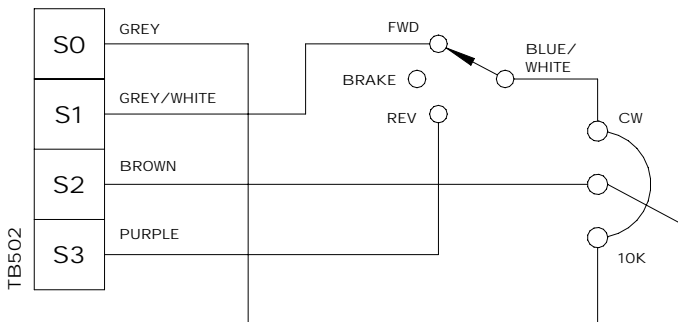 S0
GREY
S1
GREY/WHITE
S2
BROWN
S3
PURPLE
TB502
FWD
BRAKE
REV
BLUE/
WHITE
CW
10K